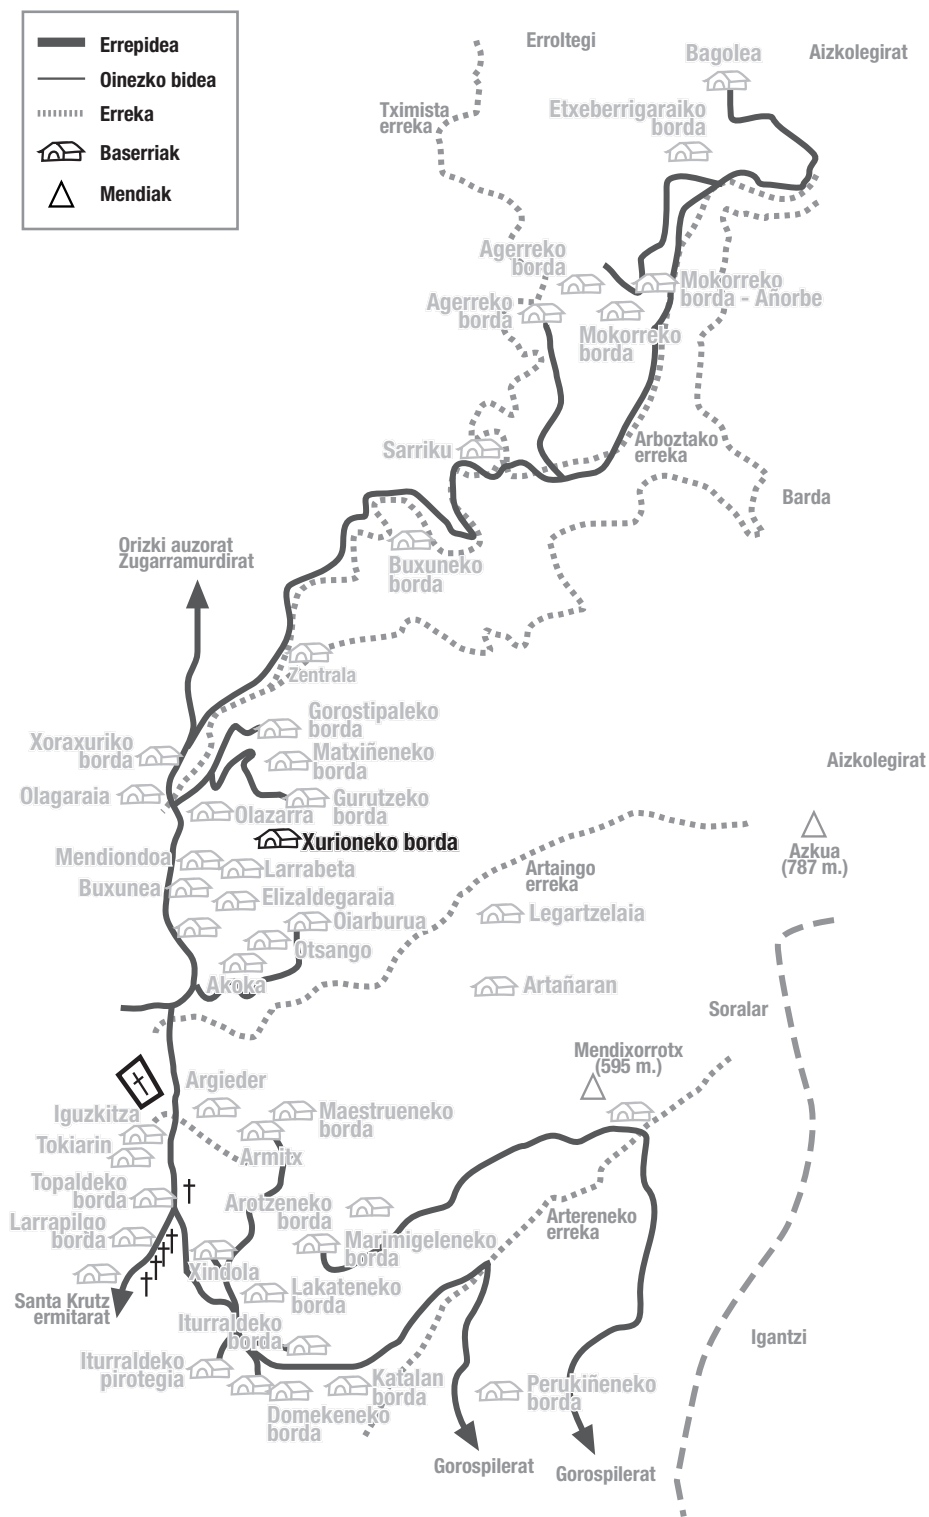 Errepidea
Oinezko bidea
Erreka
Baserriak
Mendiak
Erroltegi
Bagolea
Aizkolegirat
Tximista
erreka
Etxeberrigaraiko
borda
Agerreko
borda
Mokorreko
borda - Añorbe
Agerreko
borda
Mokorreko
borda
Sarriku
Arboztako
erreka
Barda
Orizki auzorat
Zugarramurdirat
Buxuneko
borda
Zentrala
Gorostipaleko
borda
Xoraxuriko
borda
Matxiñeneko
borda
Aizkolegirat
Olagaraia
Gurutzeko
borda
Olazarra
Xurioneko borda
Azkua
(787 m.)
Mendiondoa
Larrabeta
Artaingo
erreka
Buxunea
Elizaldegaraia
Legartzelaia
Oiarburua
Otsango
Akoka
Artañaran
Soralar
Mendixorrotx
(595 m.)
Argieder
Iguzkitza
Maestrueneko
borda
Tokiarin
Armitx
Topaldeko
borda
Arotzeneko
borda
Artereneko
erreka
Larrapilgo
borda
Marimigeleneko
borda
Xindola
Lakateneko
borda
Santa Krutz
ermitarat
Iturraldeko
borda
Igantzi
Iturraldeko
pirotegia
Katalan
borda
Perukiñeneko
borda
Domekeneko
borda
Gorospilerat
Gorospilerat